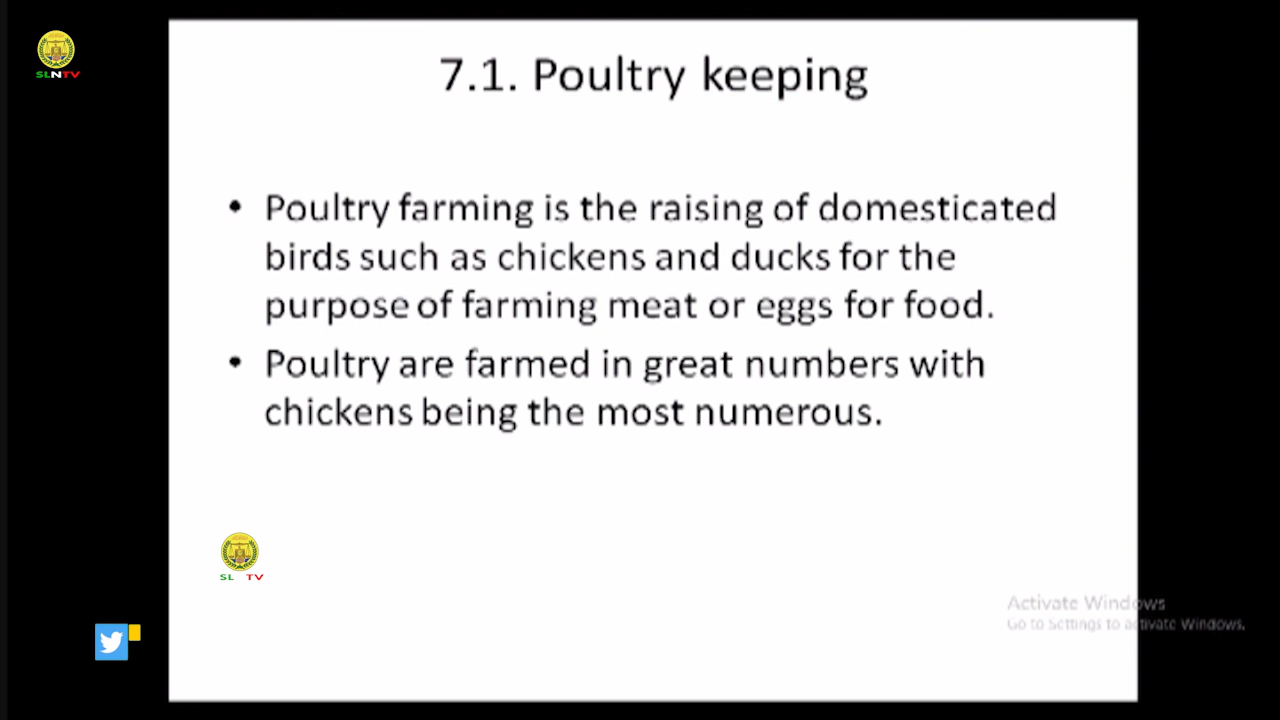 SLNTV
7.1. Poultry keeping
• Poultry farming is the raising of domesticated
birds such as chickens and ducks for the
purpose of farming meat or eggs for food.
• Poultry are farmed in great numbers with
chickens being the most numerous.
SL TV
Activate Windows
Go to Settings to activate Windows.